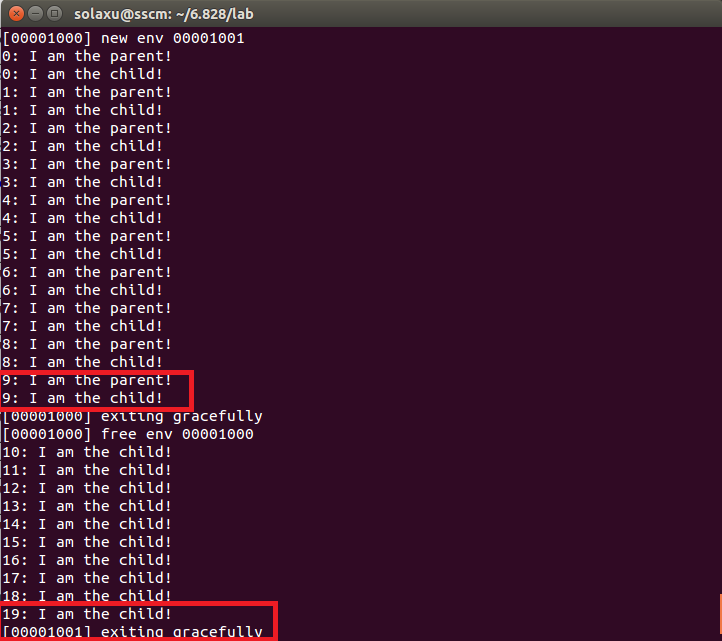 solaxu@sscm: ~/6.828/lab
[00001000] new env 00001001
0: I am the parent!
0: I am the child!
1: I am the parent!
1: I am the child!
2: I am the parent!
2: I am the child!
3: I am the parent!
3: I am the child!
4: I am the parent!
4: I am the child!
5: I am the parent!
5: I am the child!
6: I am the parent!
6: I am the child!
7: I am the parent!
7: I am the child!
8: I am the parent!
8: I am the child!
9: I am the parent!
9: I am the child!
[00001000] exiting gracefully
[00001000] free env 00001000
10: I am the child!
11: I am the child!
12: I am the child!
13: I am the child!
14: I am the child!
15: I am the child!
16: I am the child!
17: I am the child!
18: I am the child!
19: I am the child!
[00001001] exiting gracefully